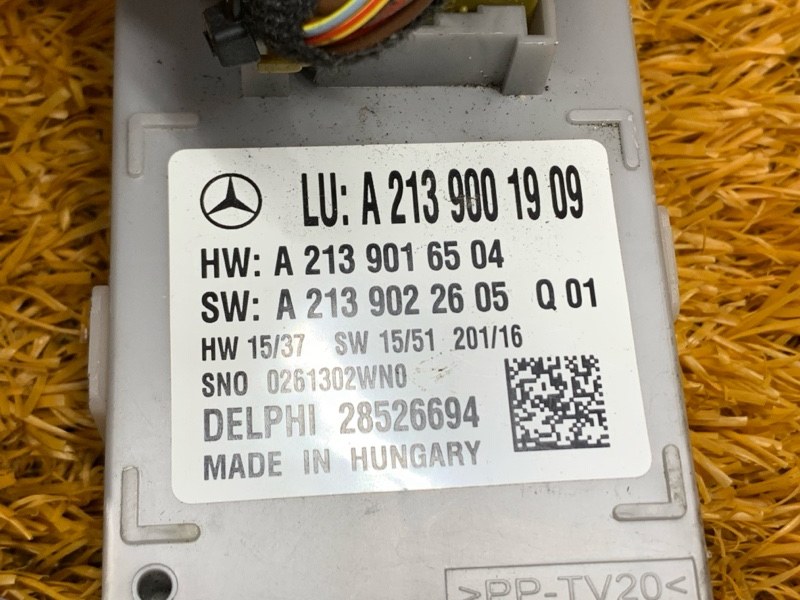 LU: A 213 900 19 09
HW: A 213 901 65 04
SW: A 213 902 26 05 Q 01
HW 15/37 SW 15/51 201/16
SNO 0261302WN0
DELPHI 28526694
MADE IN HUNGARY
>PP-TV20<